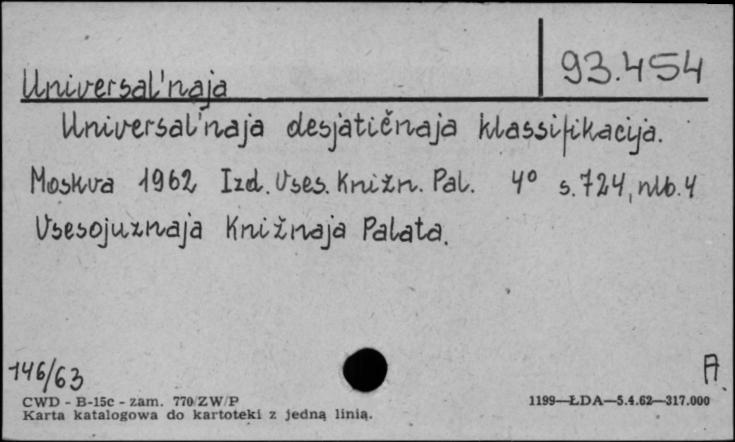 93.454
Universal'naja
Universal'naja desjatičnaja klassifikacija.
Moskva 1962 Izd. Vses. Knižn. Pal. 4° s. 724, nlb. 4
Vsesojuznaja Knižnaja Palata.
146/63
A
CWD - B-15c - zam. 770/ZW/P
1199—ŁDA—5.4.62—317.000
Karta katalogowa do kartoteki z jedną linią.